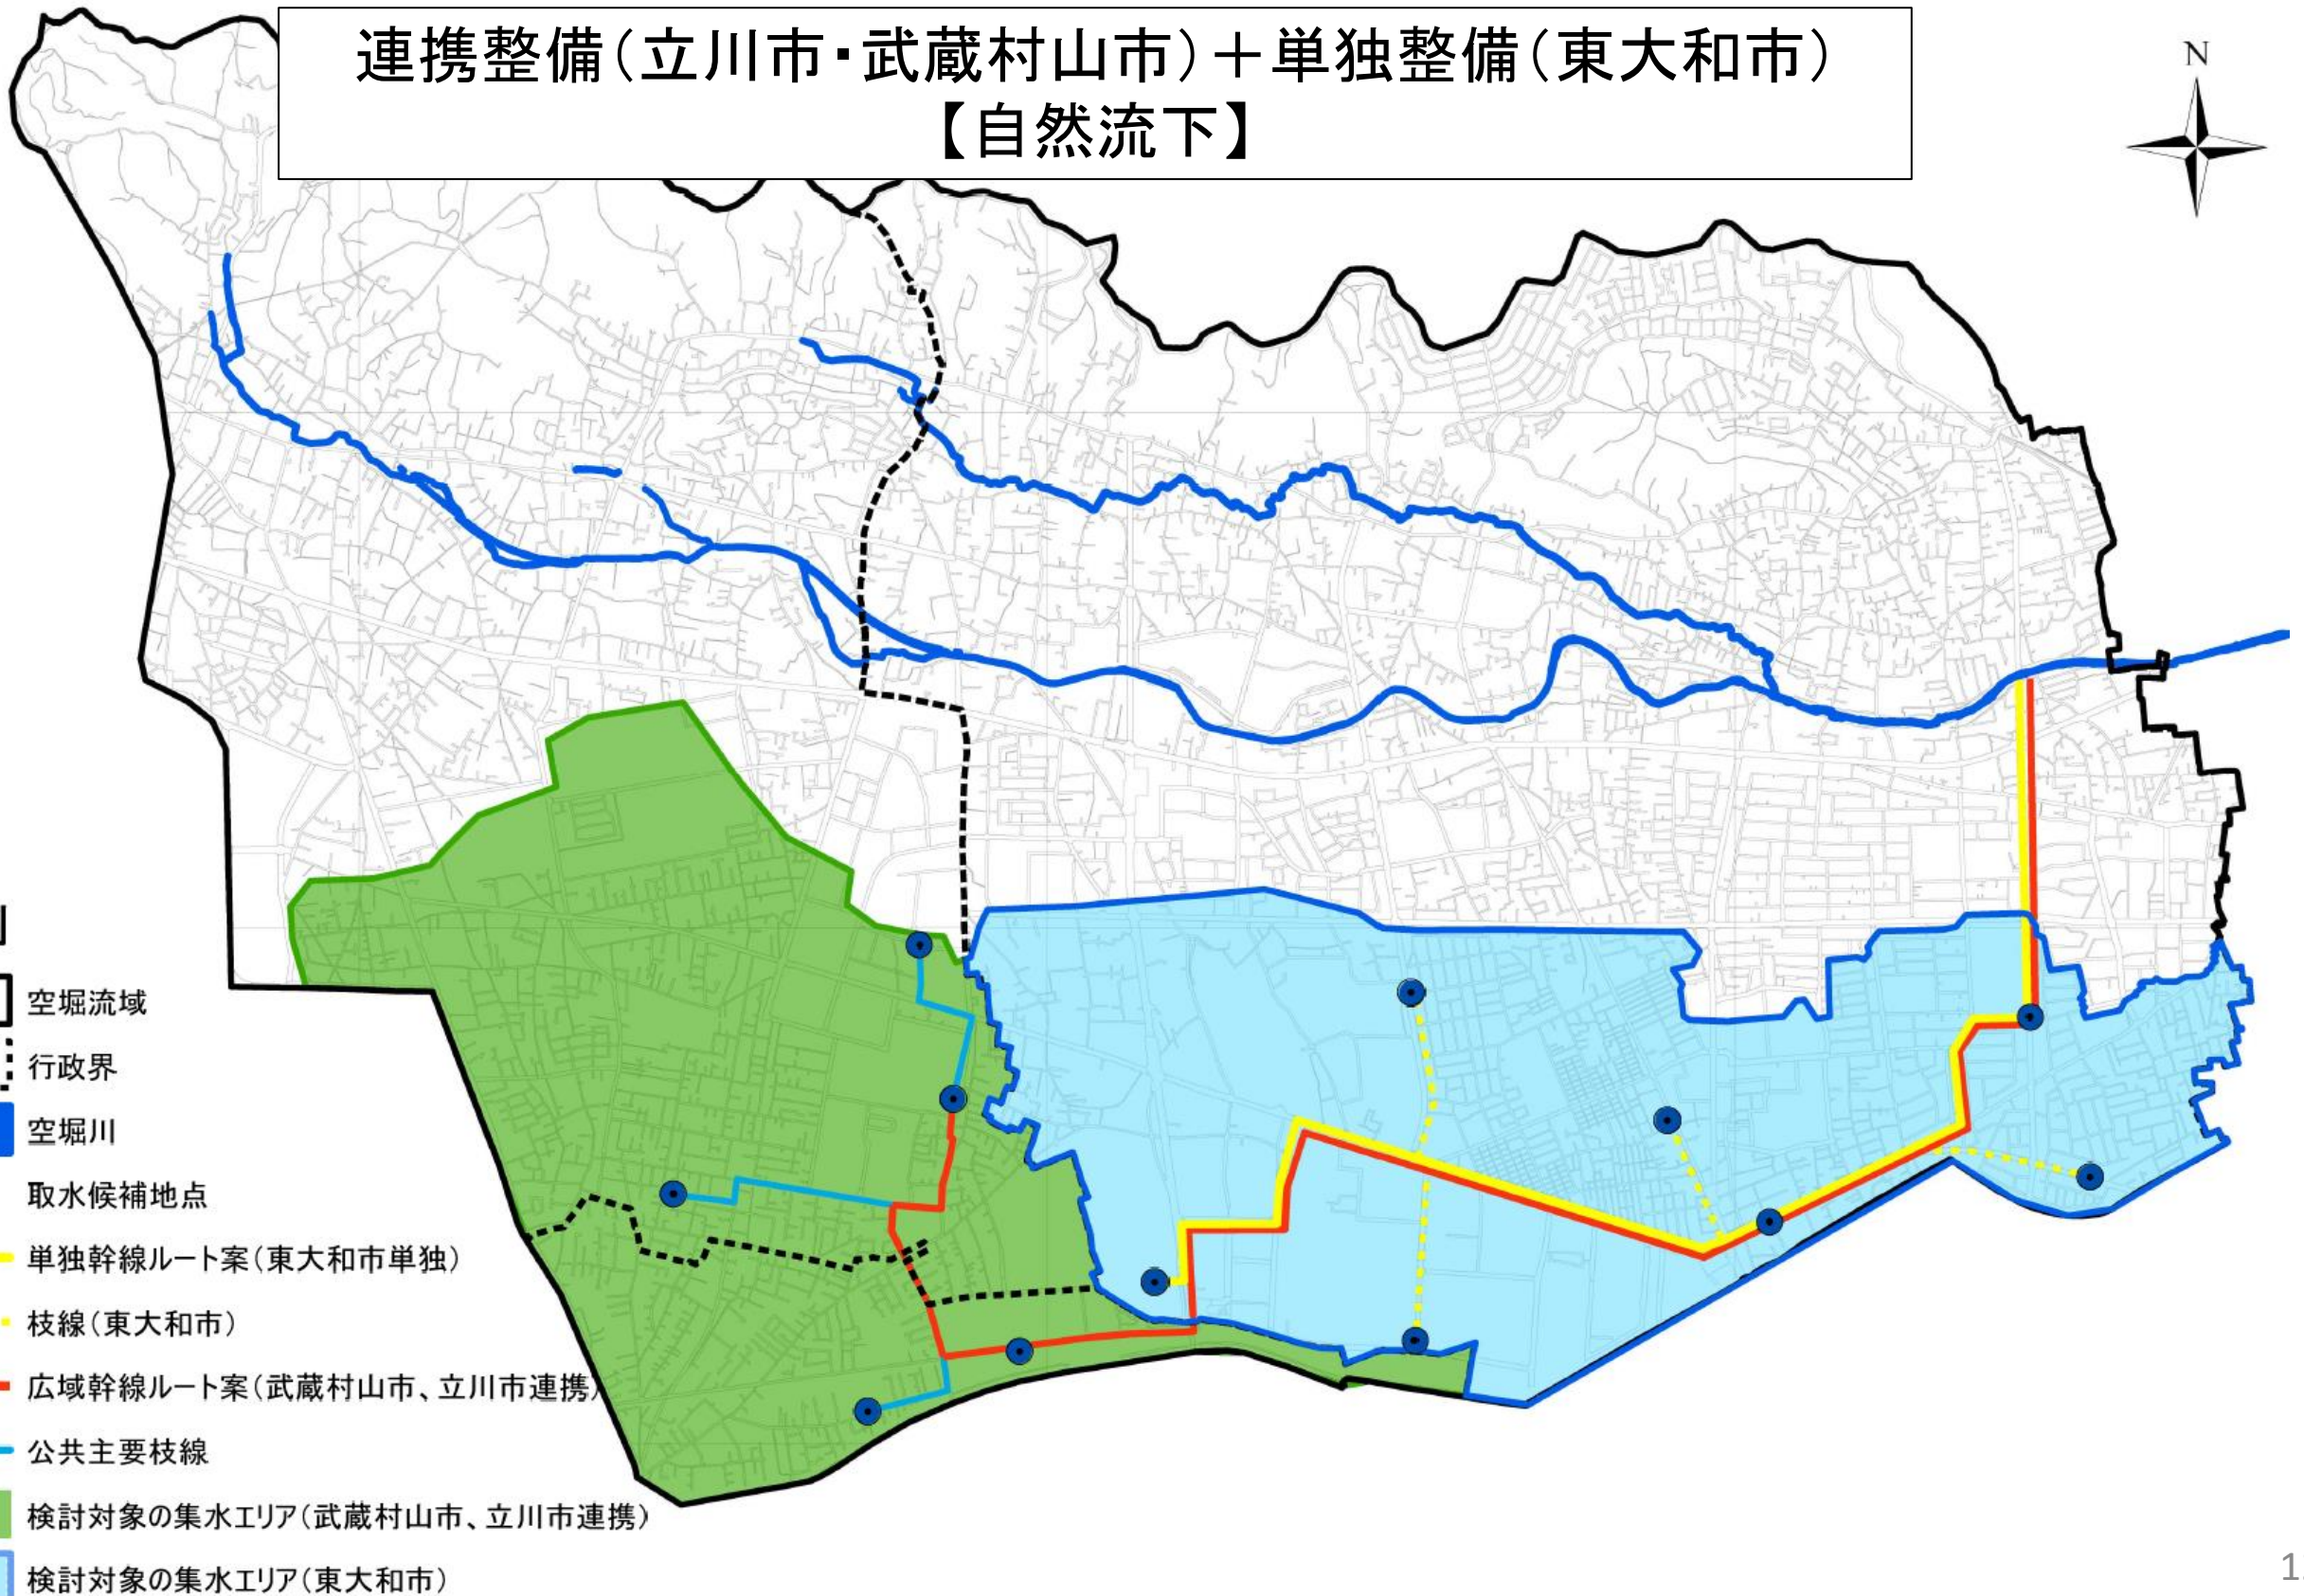 連携整備(立川市・武蔵村山市)+単独整備(東大和市)
【自然流下】
N
空堀流域
行政界
空堀川
取水候補地点
単独幹線ルート案(東大和市単独)
枝線(東大和市)
広域幹線ルート案(武蔵村山市、立川市連携)
公共主要枝線
検討対象の集水エリア(武蔵村山市、立川市連携)
検討対象の集水エリア(東大和市)